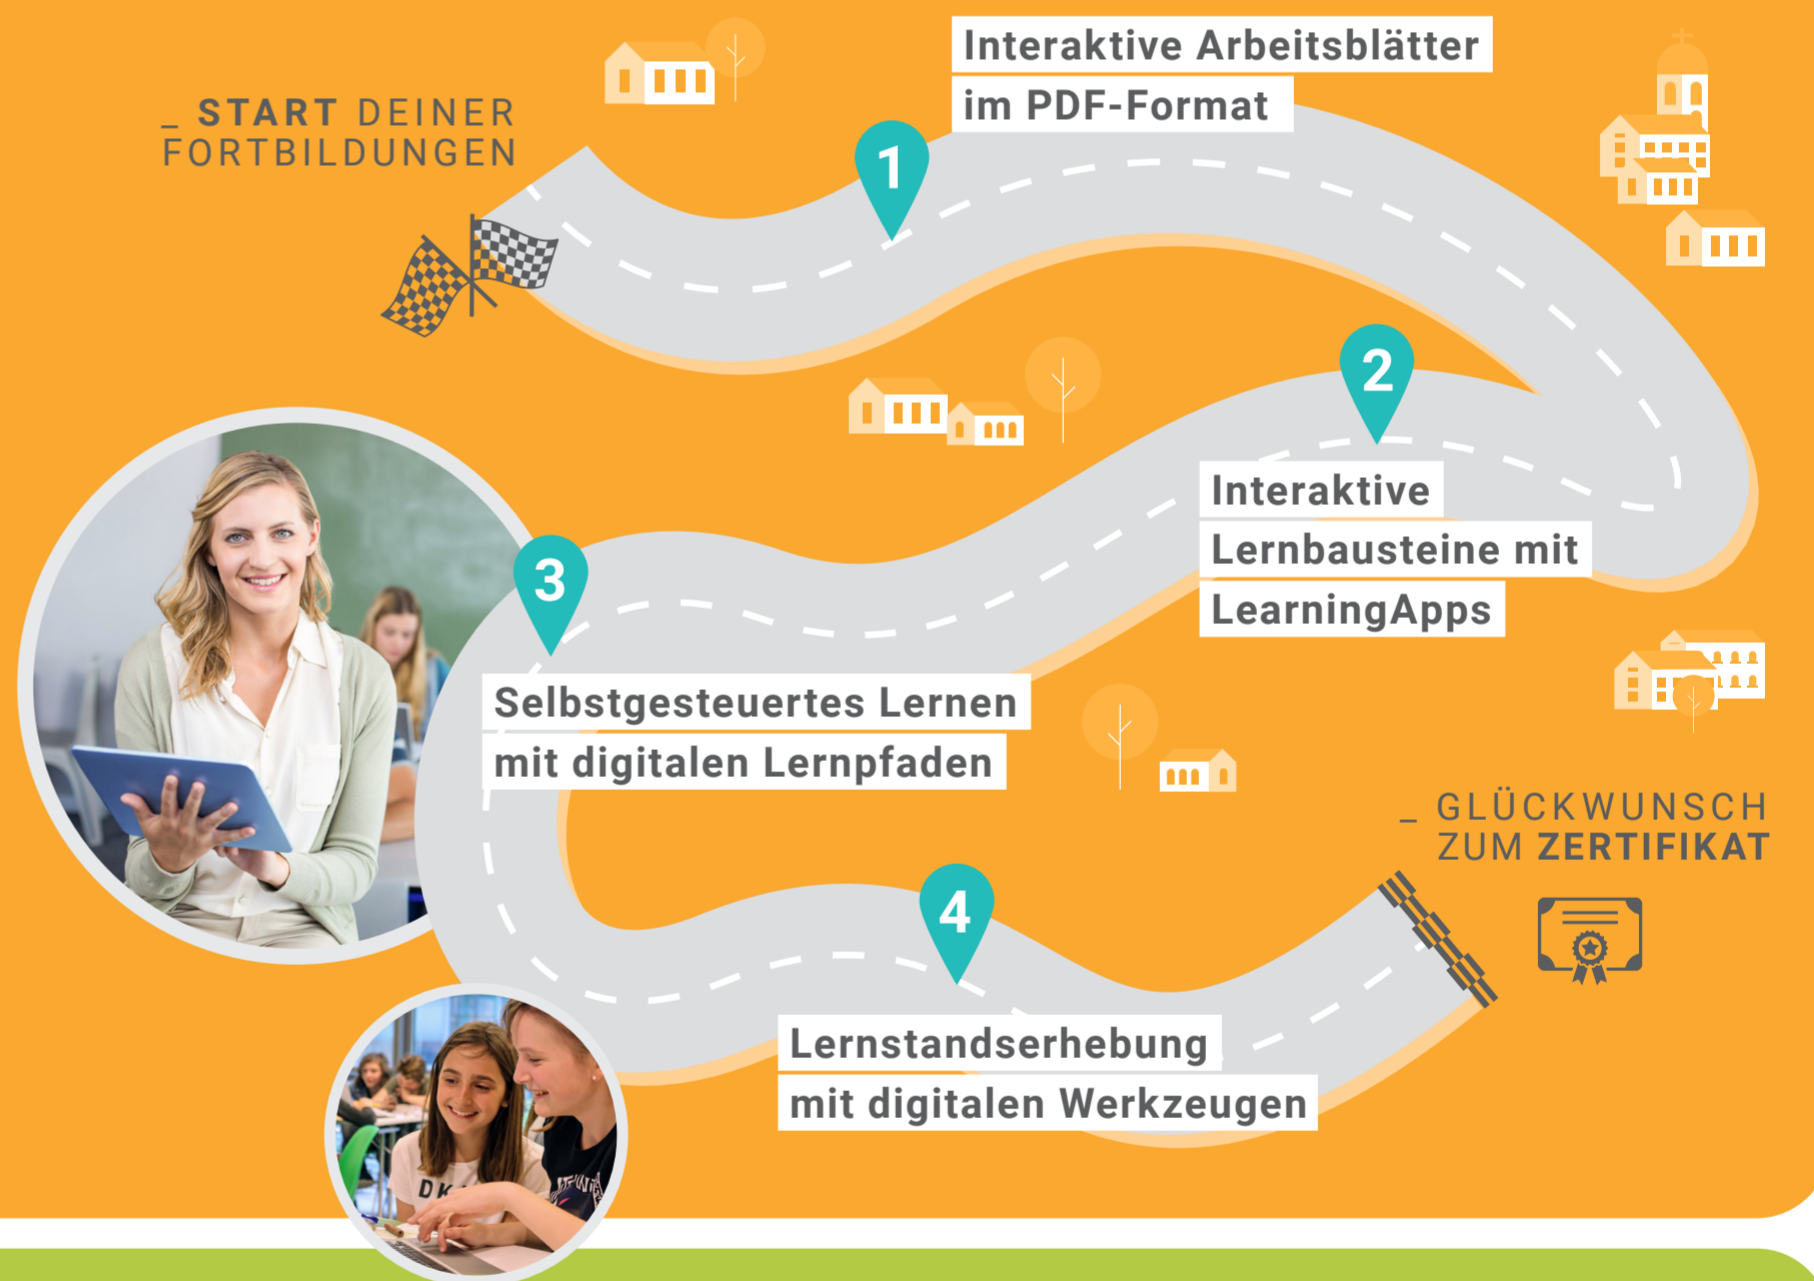 _ START DEINER
FORTBILDUNGEN
Interaktive Arbeitsblätter
im PDF-Format
1
2
Interaktive
Lernbausteine mit
LearningApps
3
Selbstgesteuertes Lernen
mit digitalen Lernpfaden
_ GLÜCKWUNSCH
ZUM ZERTIFIKAT
4
Lernstandserhebung
mit digitalen Werkzeugen